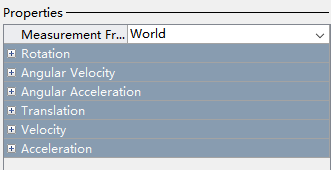 Properties
Measurement Fr... World
Rotation
Angular Velocity
Angular Acceleration
Translation
Velocity
Acceleration